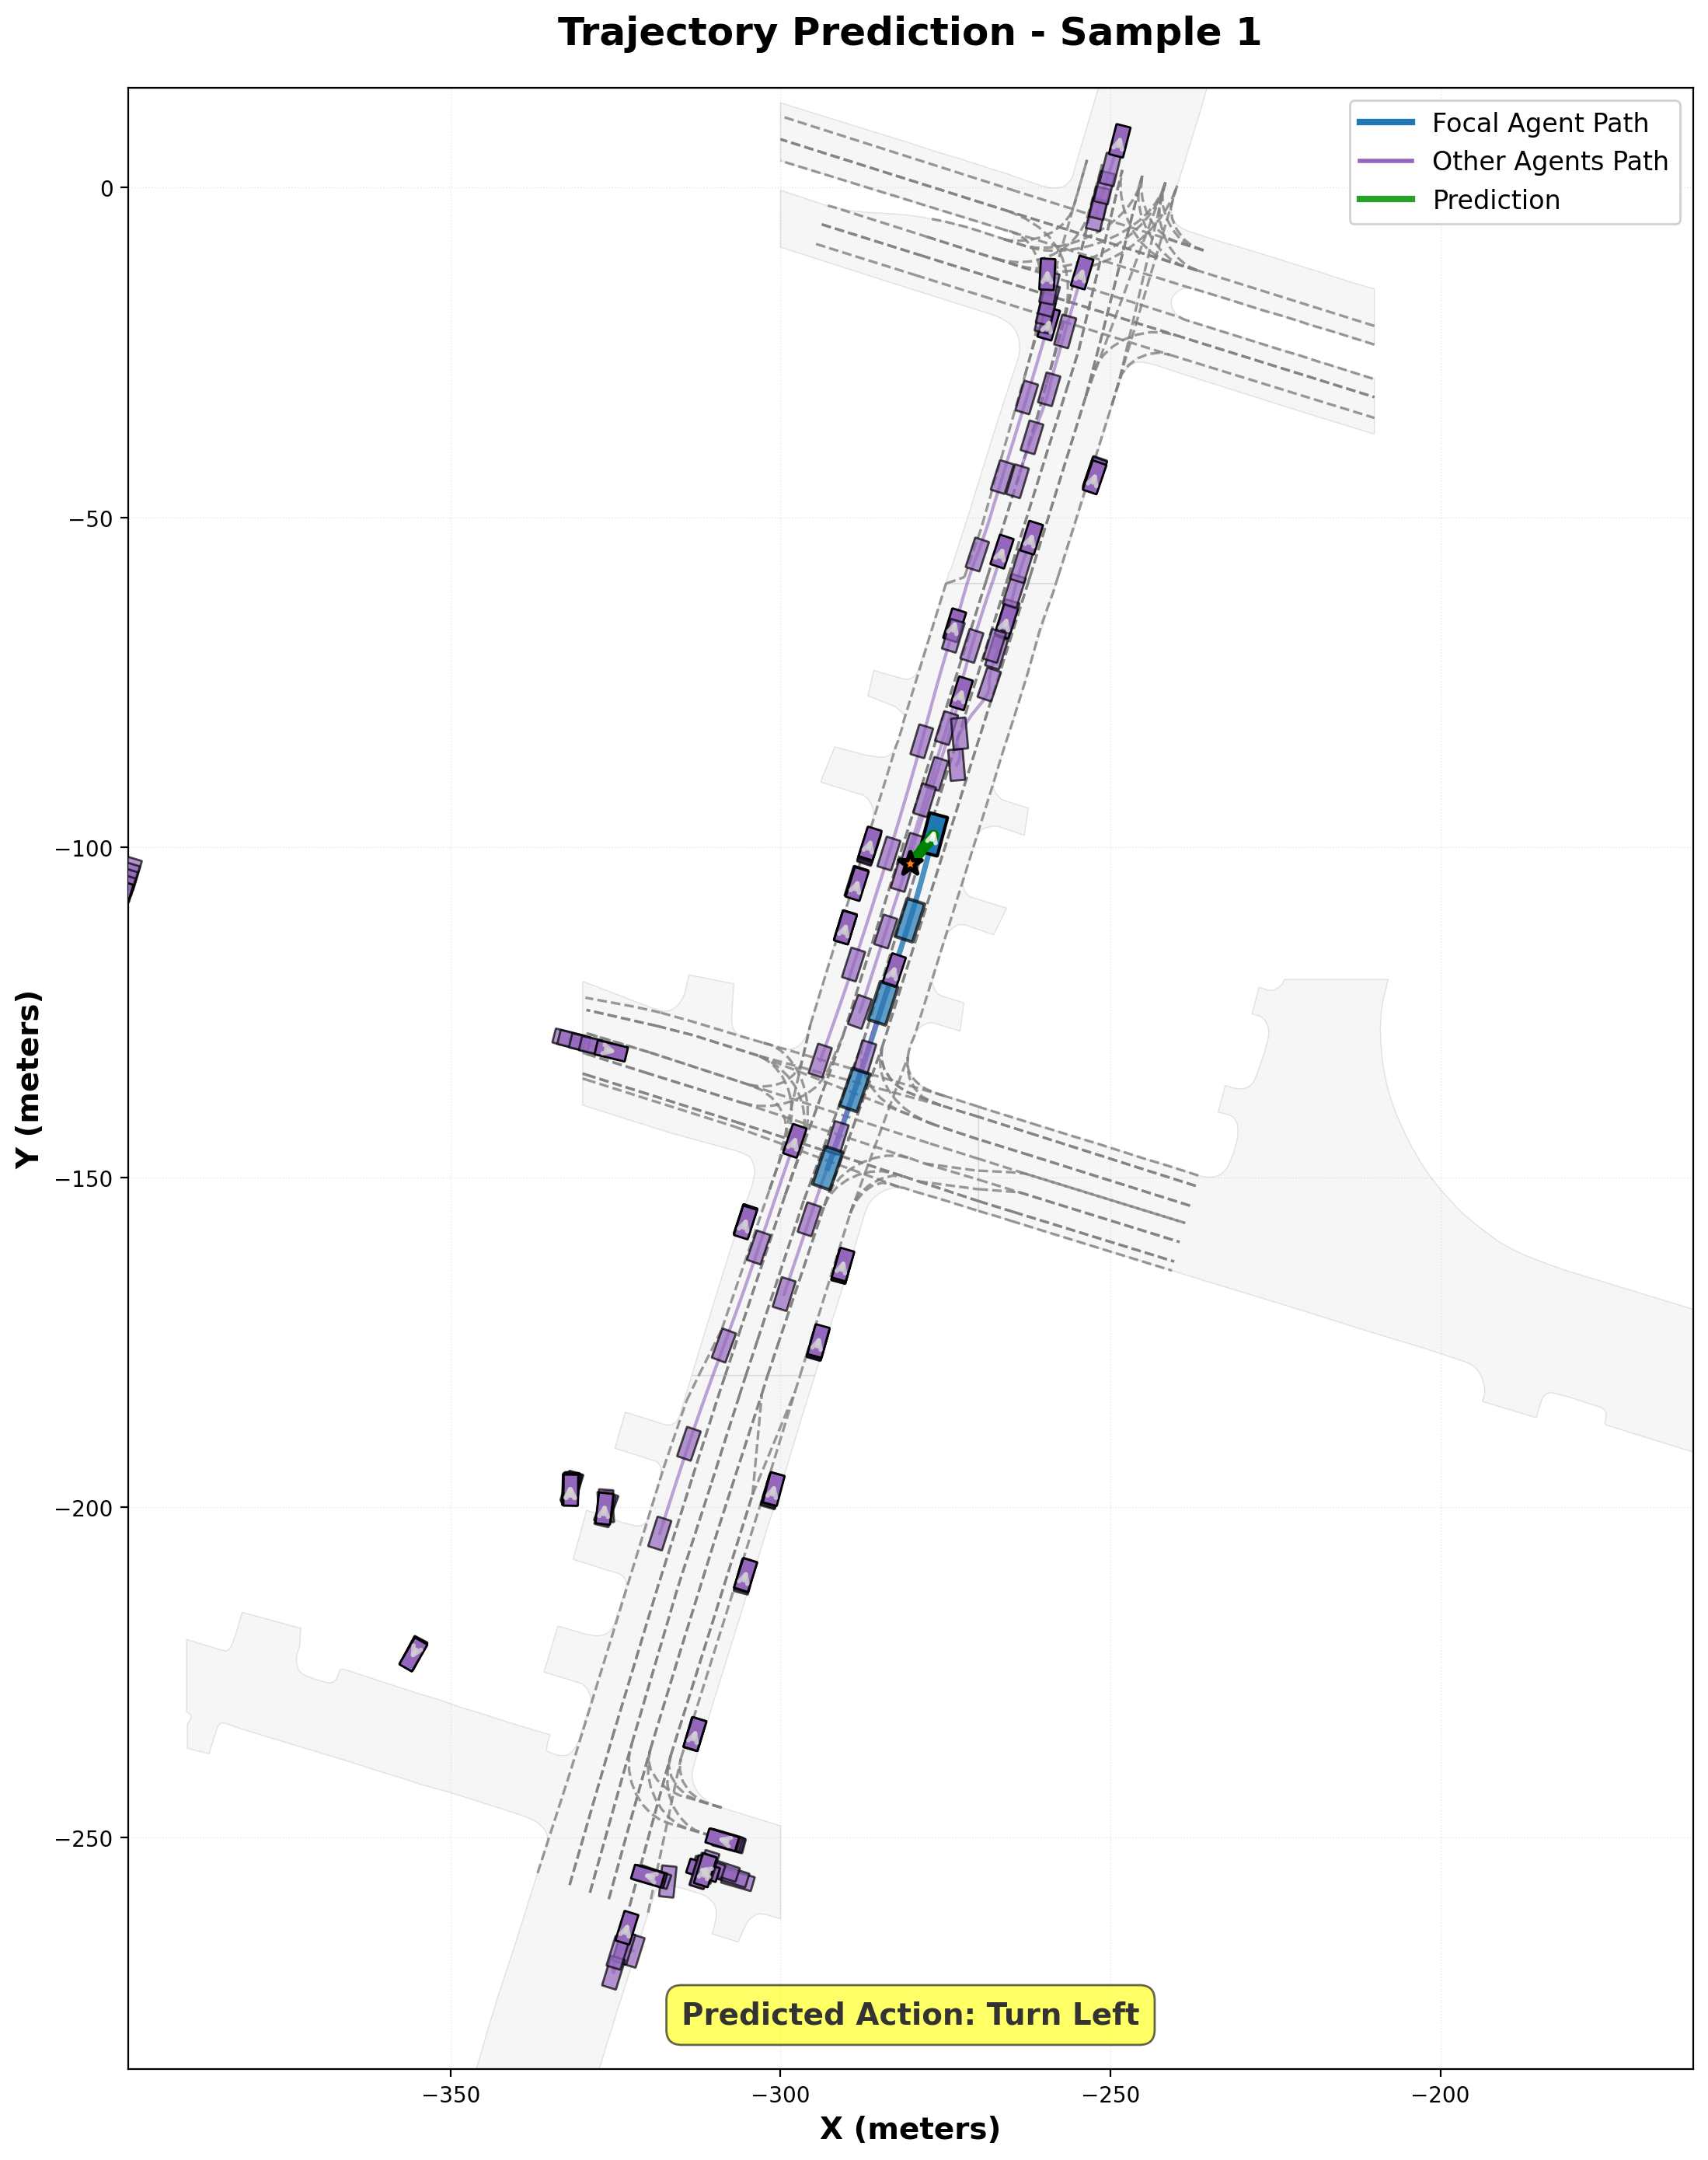 Trajectory Prediction - Sample 1
Focal Agent Path
Other Agents Path
Prediction
0
−50
−100
−150
−200
−250
Y (meters)
Predicted Action: Turn Left
−350
−300
−250
−200
X (meters)